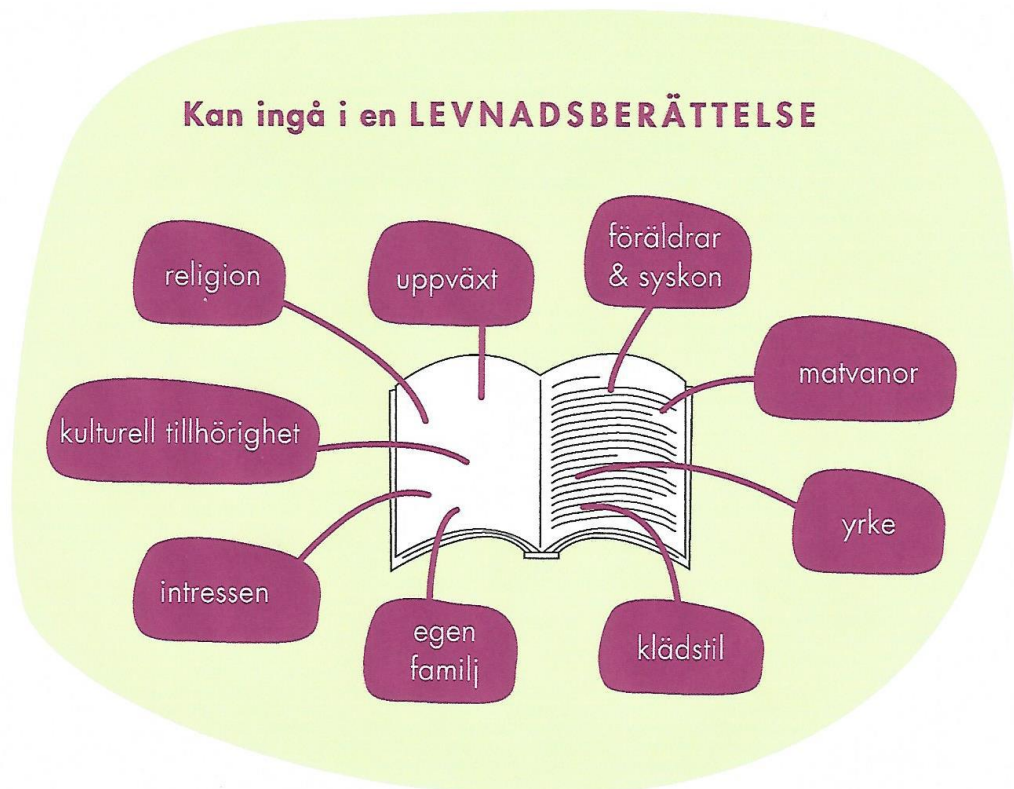 Kan ingå i en LEVNADSBERÄTTELSE
religion
uppväxt
föräldrar
& syskon
matvanor
kulturell tillhörighet
yrke
intressen
egen
familj
klädstil